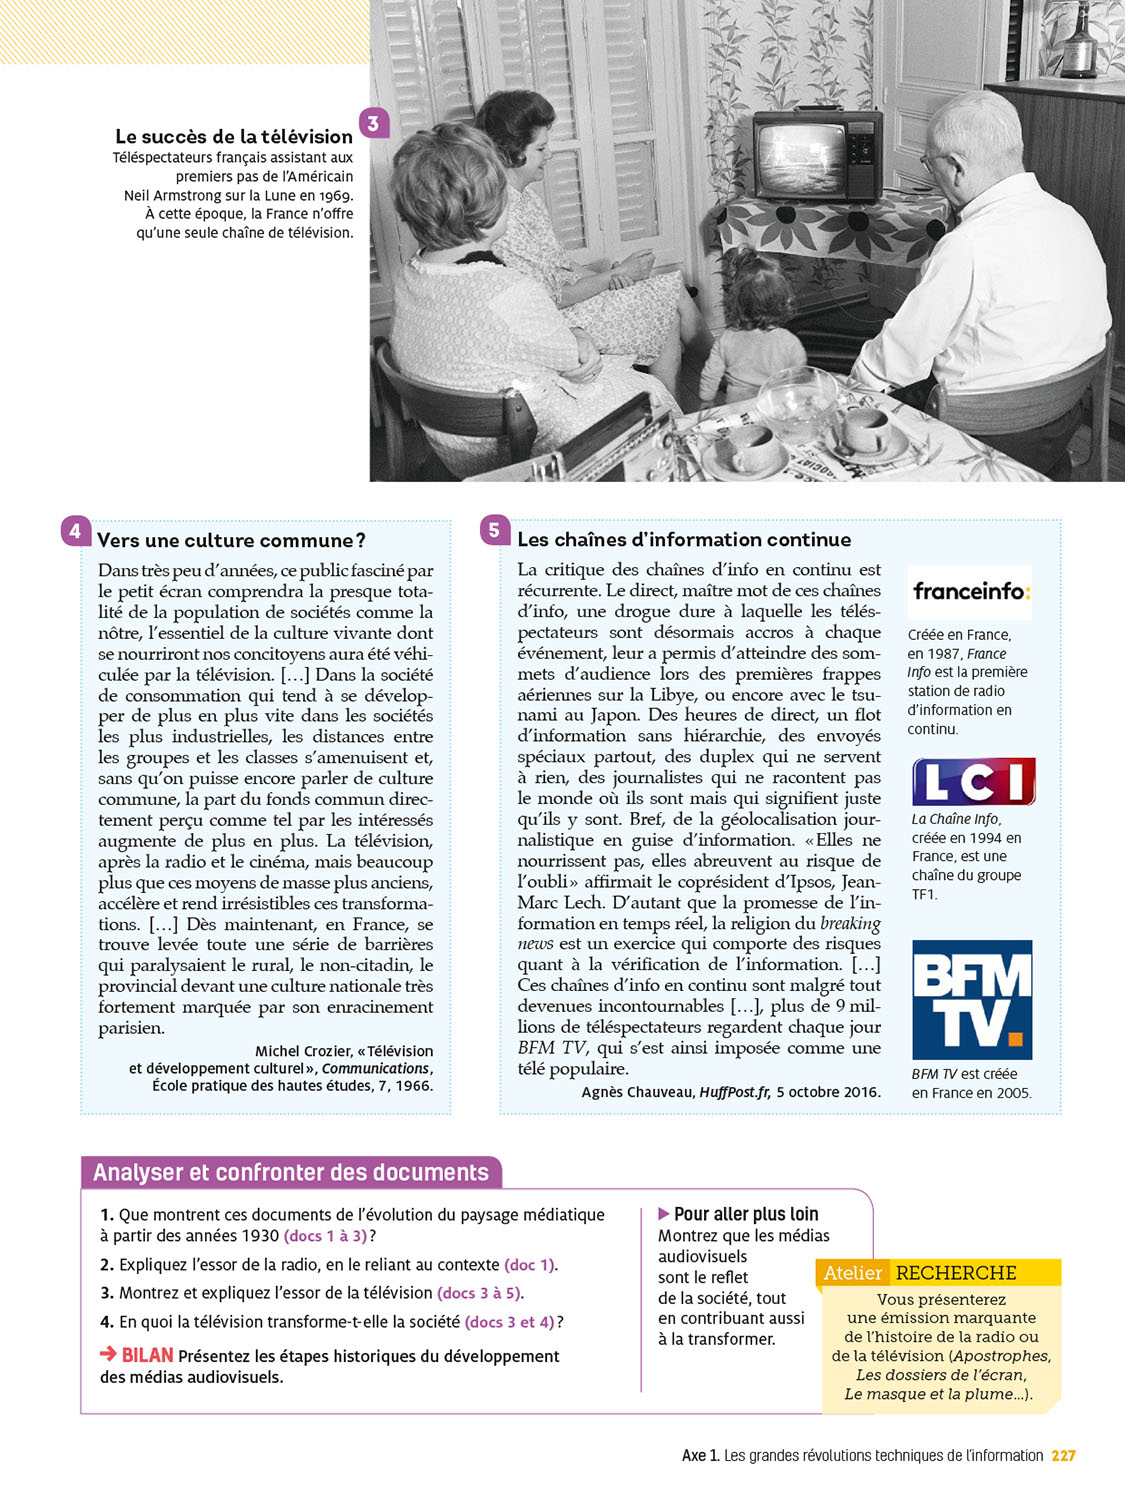 Le succès de la télévision
3
Téléspectateurs français assistant aux
premiers pas de l'Américain
Neil Armstrong sur la Lune en 1969.
À cette époque, la France n'offre
qu'une seule chaîne de télévision.
4
Vers une culture commune ?
Dans très peu d'années, ce public fasciné par
le petit écran comprendra la presque tota-
lité de la population de sociétés comme la
nôtre, l'essentiel de la culture vivante dont
se nourriront nos concitoyens aura été véhi-
culée par la télévision. […] Dans la société
de consommation qui tend à se dévelop-
per de plus en plus vite dans les sociétés
les plus industrielles, les distances entre
les groupes et les classes s'amenuisent et,
sans qu'on puisse encore parler de culture
commune, la part du fonds commun direc-
tement perçu comme tel par les intéressés
augmente de plus en plus. La télévision,
après la radio et le cinéma, mais beaucoup
plus que ces moyens de masse plus anciens,
accélère et rend irrésistibles ces transforma-
tions. […] Dès maintenant, en France, se
trouve levée toute une série de barrières
qui paralysaient le rural, le non-citadin, le
provincial devant une culture nationale très
fortement marquée par son enracinement
parisien.
Michel Crozier, « Télévision
et développement culturel », Communications,
École pratique des hautes études, 7, 1966.
5
Les chaînes d'information continue
La critique des chaînes d'info en continu est
récurrente. Le direct, maître mot de ces chaînes
d'info, une drogue dure à laquelle les télés-
pectateurs sont désormais accros à chaque
événement, leur a permis d'atteindre des som-
mets d'audience lors des premières frappes
aériennes sur la Libye, ou encore avec le tsu-
nami au Japon. Des heures de direct, un flot
d'information sans hiérarchie, des envoyés
spéciaux partout, des duplex qui ne servent
à rien, des journalistes qui ne racontent pas
le monde où ils sont mais qui signifient juste
qu'ils y sont. Bref, de la géolocalisation jour-
nalistique en guise d'information. « Elles ne
nourrissent pas, elles abreuvent au risque de
l'oubli » affirmait le coprésident d'Ipsos, Jean-
Marc Lech. D'autant que la promesse de l'in-
formation en temps réel, la religion du breaking
news est un exercice qui comporte des risques
quant à la vérification de l'information. […]
Ces chaînes d'info en continu sont malgré tout
devenues incontournables […], plus de 9 mil-
lions de téléspectateurs regardent chaque jour
BFM TV, qui s'est ainsi imposée comme une
télé populaire.
Agnès Chauveau, HuffPost.fr, 5 octobre 2016.
franceinfo:
Créée en France,
en 1987, France
Info est la première
station de radio
d'information en
continu.
LCI
La Chaîne Info,
créée en 1994 en
France, est une
chaîne du groupe
TF1.
BFM
TV.
BFM TV est créée
en France en 2005.
Analyser et confronter des documents
1. Que montrent ces documents de l'évolution du paysage médiatique
à partir des années 1930 (docs 1 à 3) ?
2. Expliquez l'essor de la radio, en le reliant au contexte (doc 1).
3. Montrez et expliquez l'essor de la télévision (docs 3 à 5).
4. En quoi la télévision transforme-t-elle la société (docs 3 et 4) ?
→ BILAN Présentez les étapes historiques du développement
des médias audiovisuels.
▶ Pour aller plus loin
Montrez que les médias
audiovisuels
sont le reflet
de la société, tout
en contribuant aussi
à la transformer.
Atelier RECHERCHE
Vous présenterez
une émission marquante
de l'histoire de la radio ou
de la télévision (Apostrophes,
Les dossiers de l'écran,
Le masque et la plume…).
Axe 1. Les grandes révolutions techniques de l'information 227